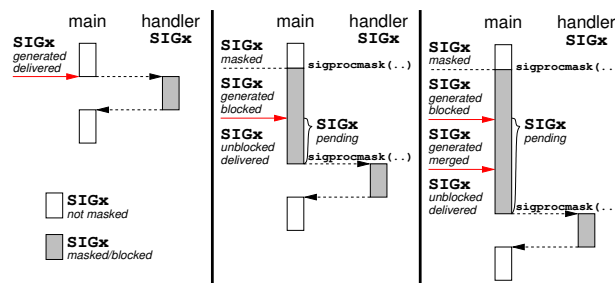 main
handler
SIGx
SIGx
generated
delivered
SIGx
not masked
SIGx
masked/blocked
main
handler
SIGx
SIGx
masked
sigprocmask(..)
SIGx
generated
blocked
SIGx
pending
SIGx
unblocked
delivered
sigprocmask(..)
main
handler
SIGx
SIGx
masked
sigprocmask(..
SIGx
generated
blocked
SIGx
pending
SIGx
generated
merged
SIGx
unblocked
delivered
sigprocmask(..